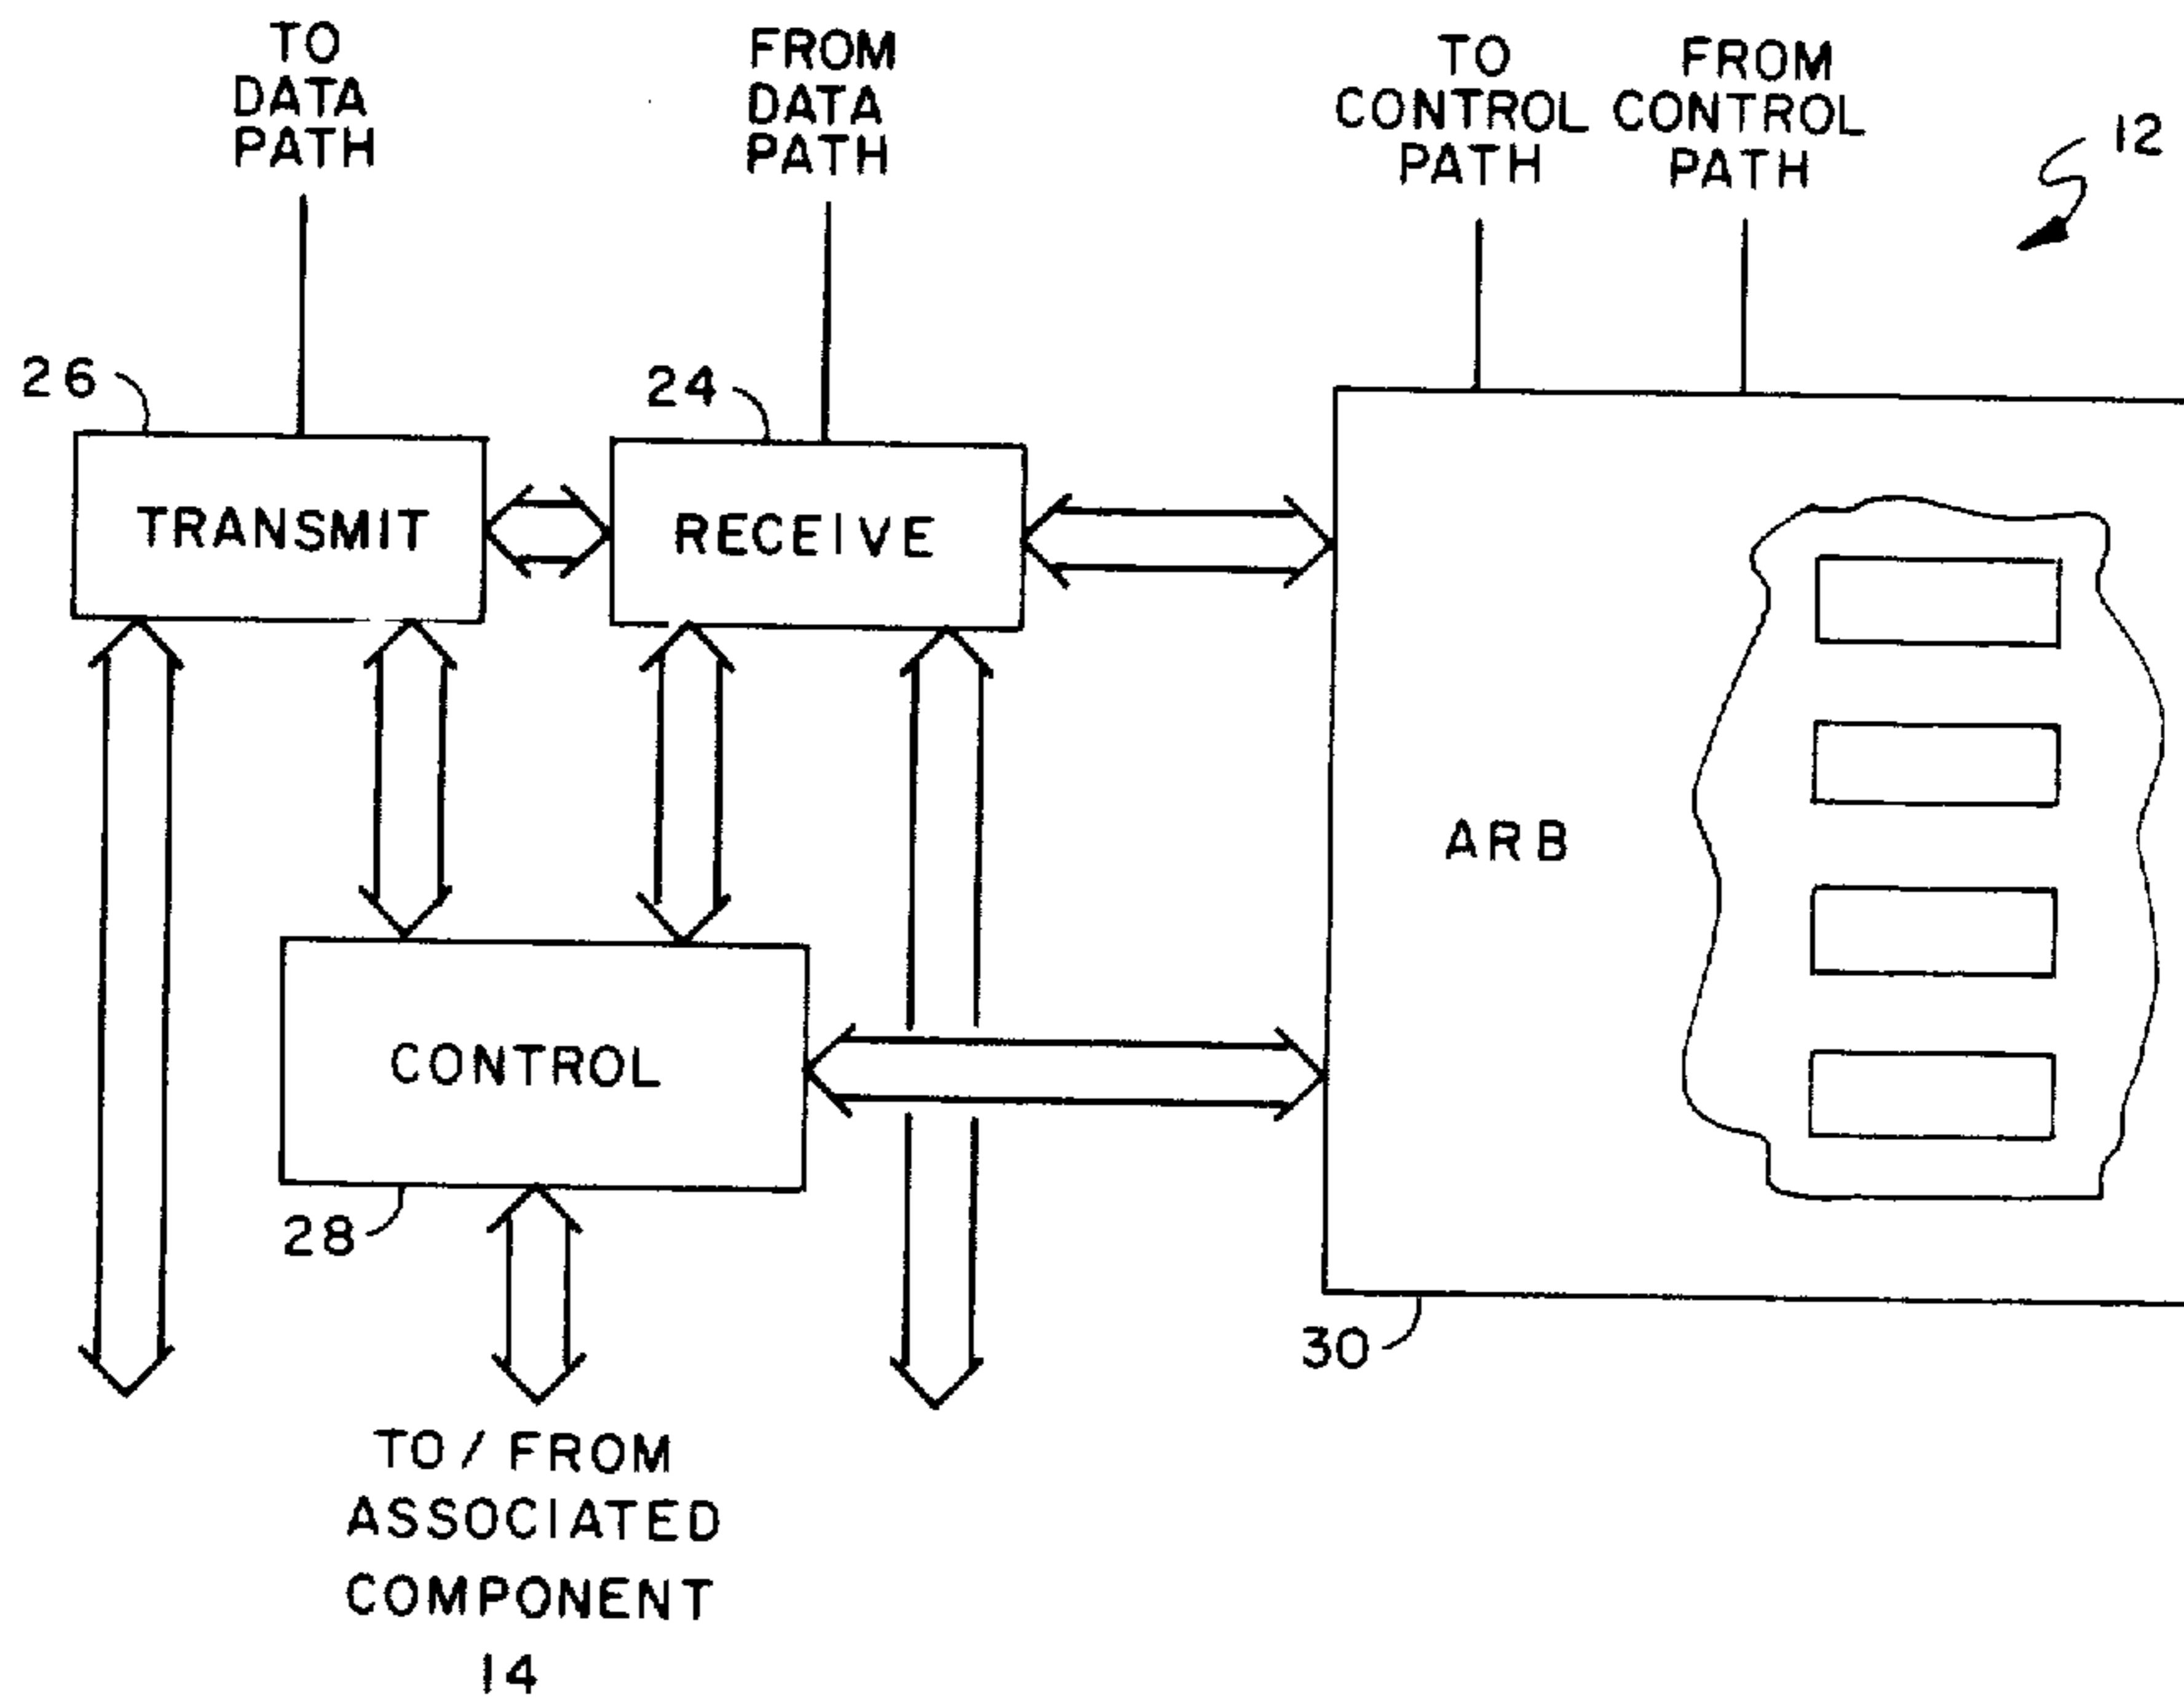 TO
DATA
PATH
FROM
DATA
PATH
TO
CONTROL
PATH
FROM
CONTROL
PATH
12
26
24
TRANSMIT
RECEIVE
ARB
CONTROL
28
30
TO / FROM
ASSOCIATED
COMPONENT
14